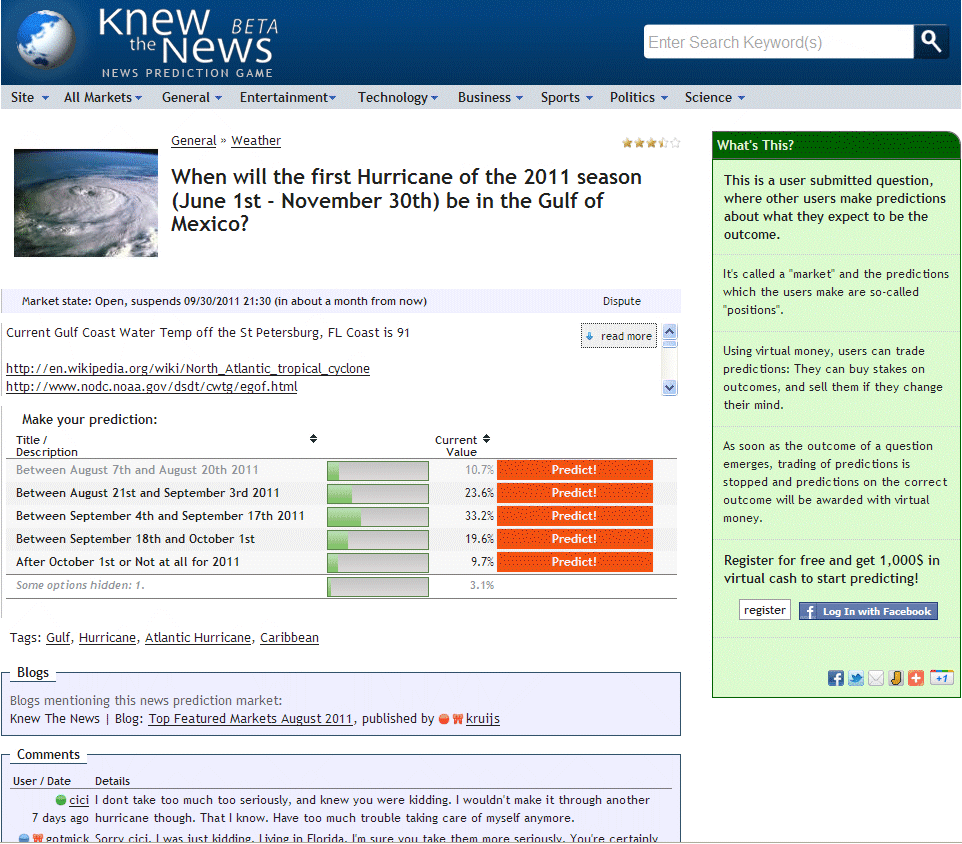 Knew BETA
the News
NEWS PREDICTION GAME
Enter Search Keyword(s)
Site All Markets General Entertainment Technology Business Sports Politics Science
General » Weather
When will the first Hurricane of the 2011 season
(June 1st - November 30th) be in the Gulf of
Mexico?
Market state: Open, suspends 09/30/2011 21:30 (in about a month from now) Dispute
Current Gulf Coast Water Temp off the St Petersburg, FL Coast is 91
read more
http://en.wikipedia.org/wiki/North_Atlantic_tropical_cyclone
http://www.nodc.noaa.gov/dsdt/cwtg/egof.html
Make your prediction:
Title /
Description
Current
Value
Between August 7th and August 20th 2011 10.7% Predict!
Between August 21st and September 3rd 2011 23.6% Predict!
Between September 4th and September 17th 2011 33.2% Predict!
Between September 18th and October 1st 19.6% Predict!
After October 1st or Not at all for 2011 9.7% Predict!
Some options hidden: 1. 3.1%
Tags: Gulf, Hurricane, Atlantic Hurricane, Caribbean
Blogs
Blogs mentioning this news prediction market:
Knew The News | Blog: Top Featured Markets August 2011, published by kruijs
Comments
User / Date Details
cici I dont take too much too seriously, and knew you were kidding. I wouldn't make it through another
7 days ago hurricane though. That I know. Have too much trouble taking care of myself anymore.
gotmick Sorry cici, I was just kidding. Living in Florida, I'm sure you take them more seriously. You're certainly
What's This?
This is a user submitted question,
where other users make predictions
about what they expect to be the
outcome.
It's called a "market" and the predictions
which the users make are so-called
"positions".
Using virtual money, users can trade
predictions: They can buy stakes on
outcomes, and sell them if they change
their mind.
As soon as the outcome of a question
emerges, trading of predictions is
stopped and predictions on the correct
outcome will be awarded with virtual
money.
Register for free and get 1,000$ in
virtual cash to start predicting!
register f Log In with Facebook
+1